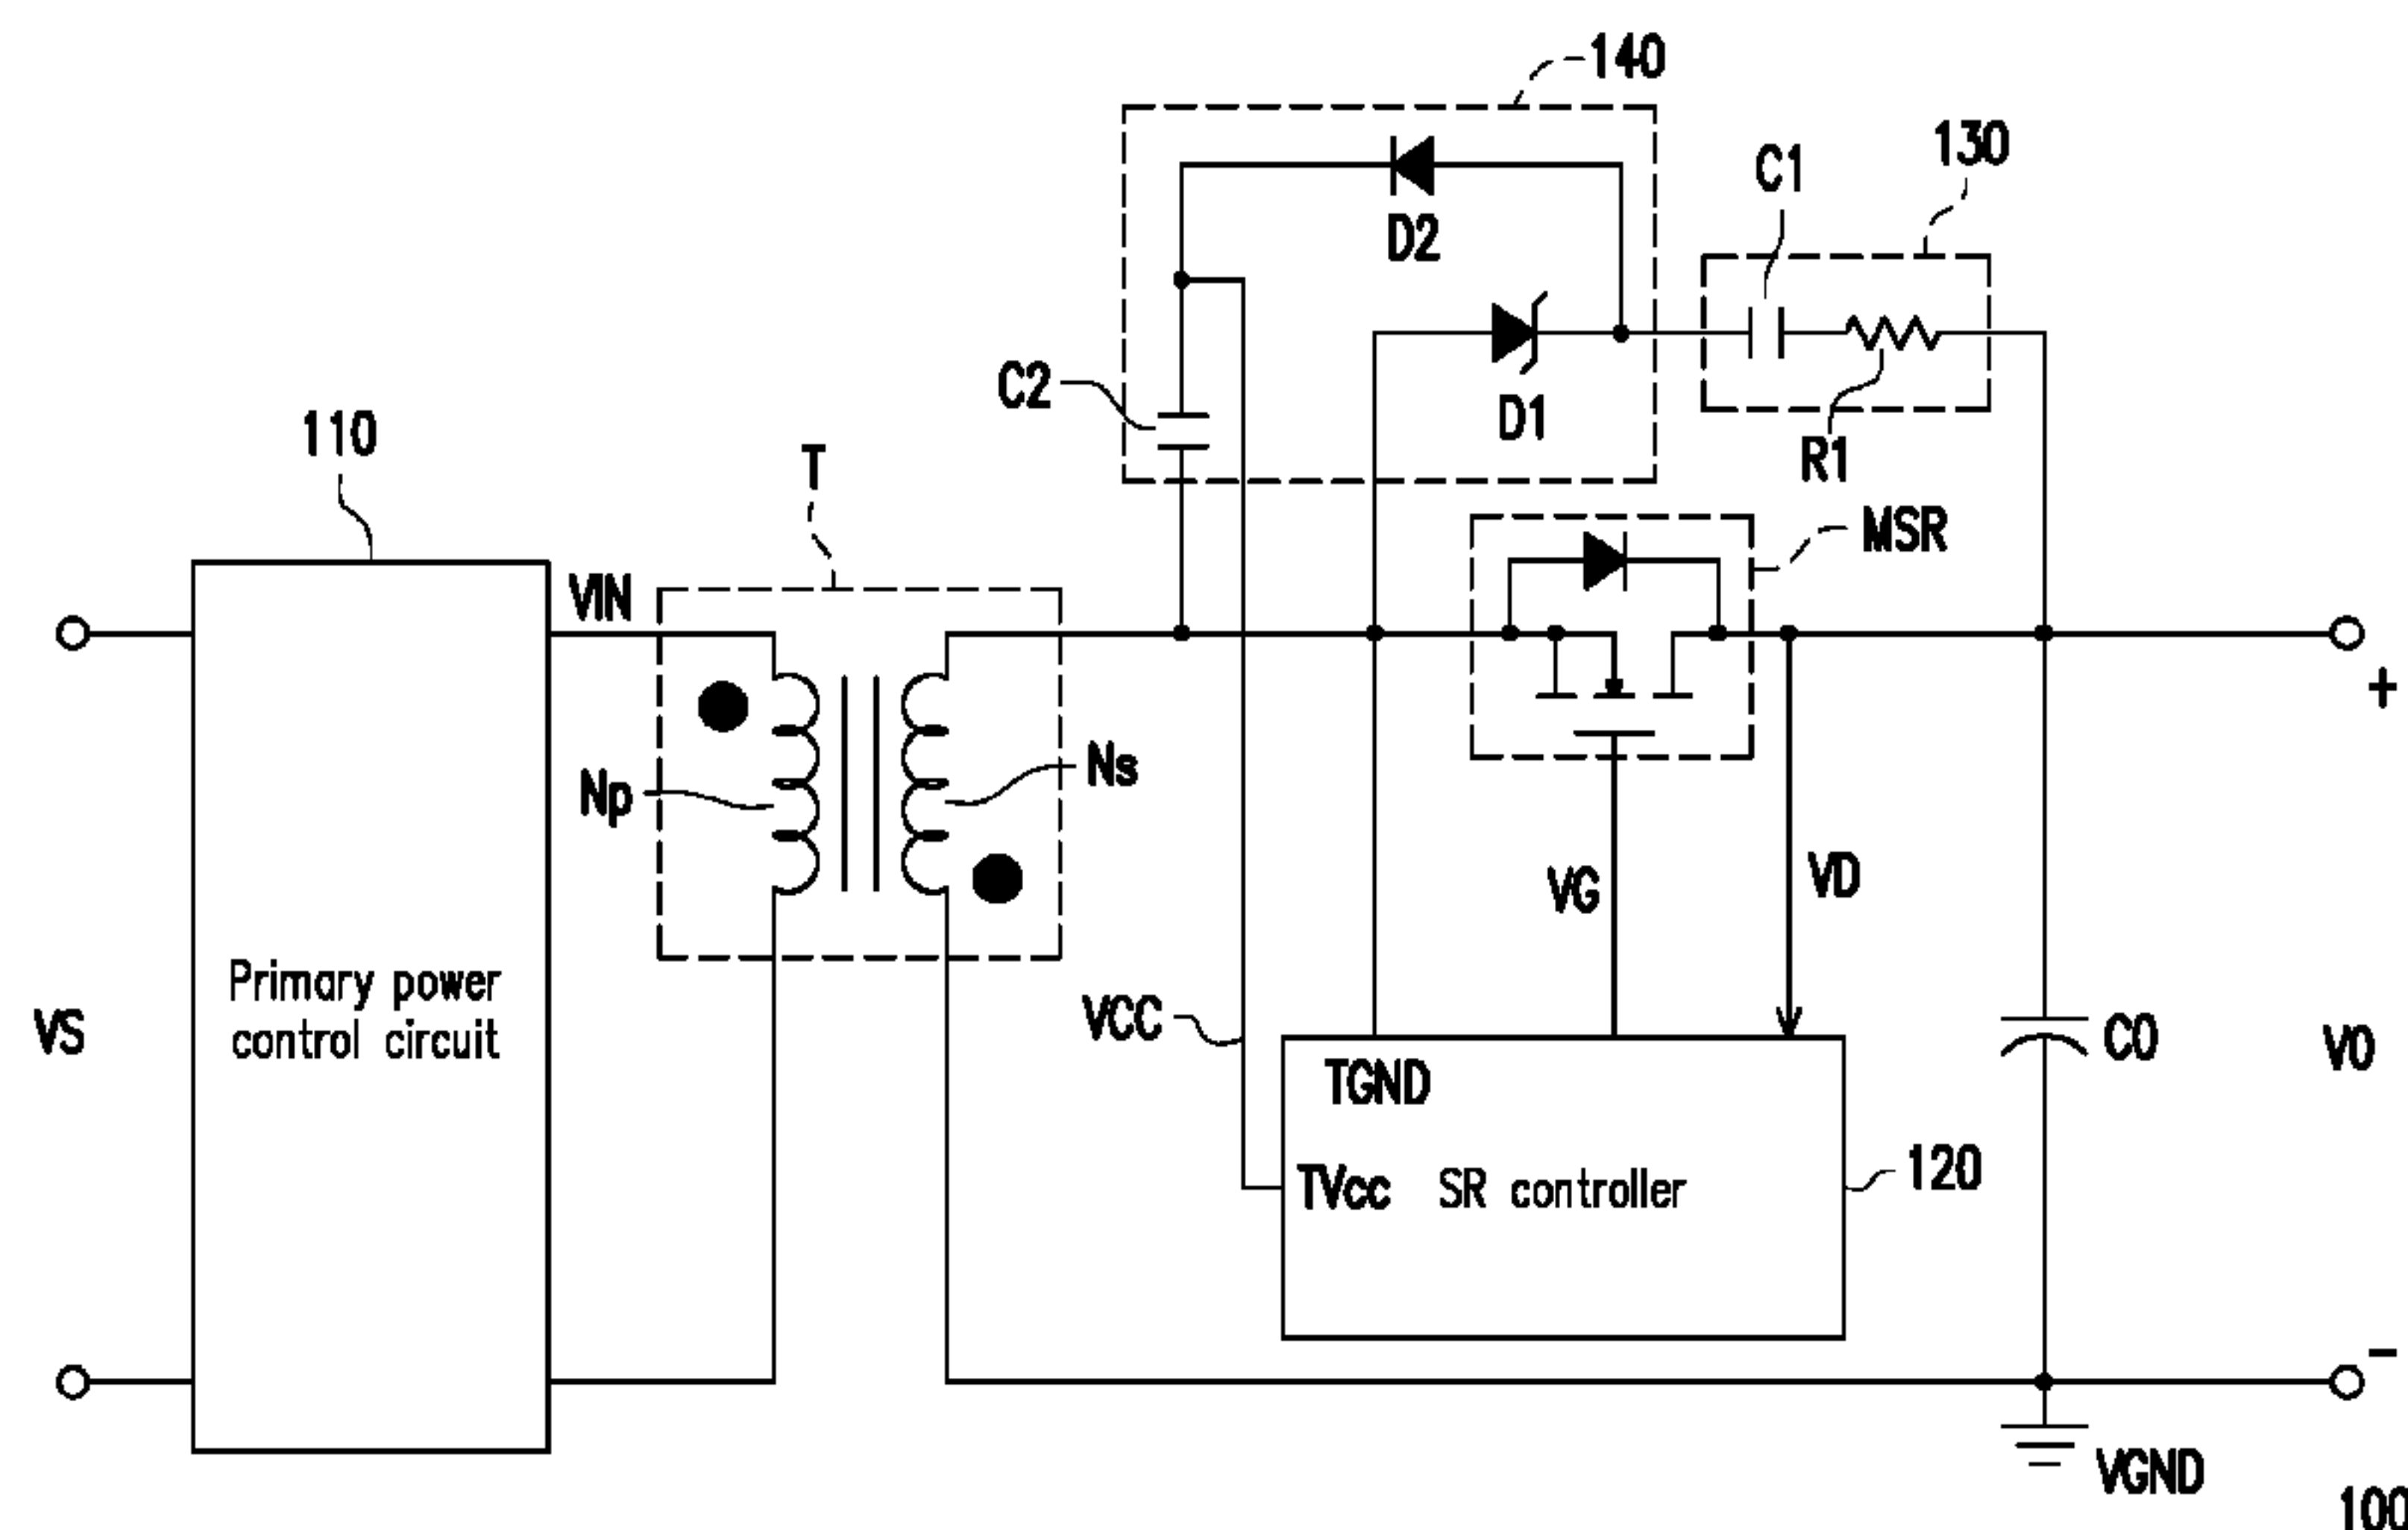 140
130
C1
D2
C2
D1
R1
110
T
MSR
VIN
+
Np
Ns
VG
VD
Primary power
control circuit
VS
VCC
TGND
C0
VO
TVcc
SR controller
120
-
VGND
100